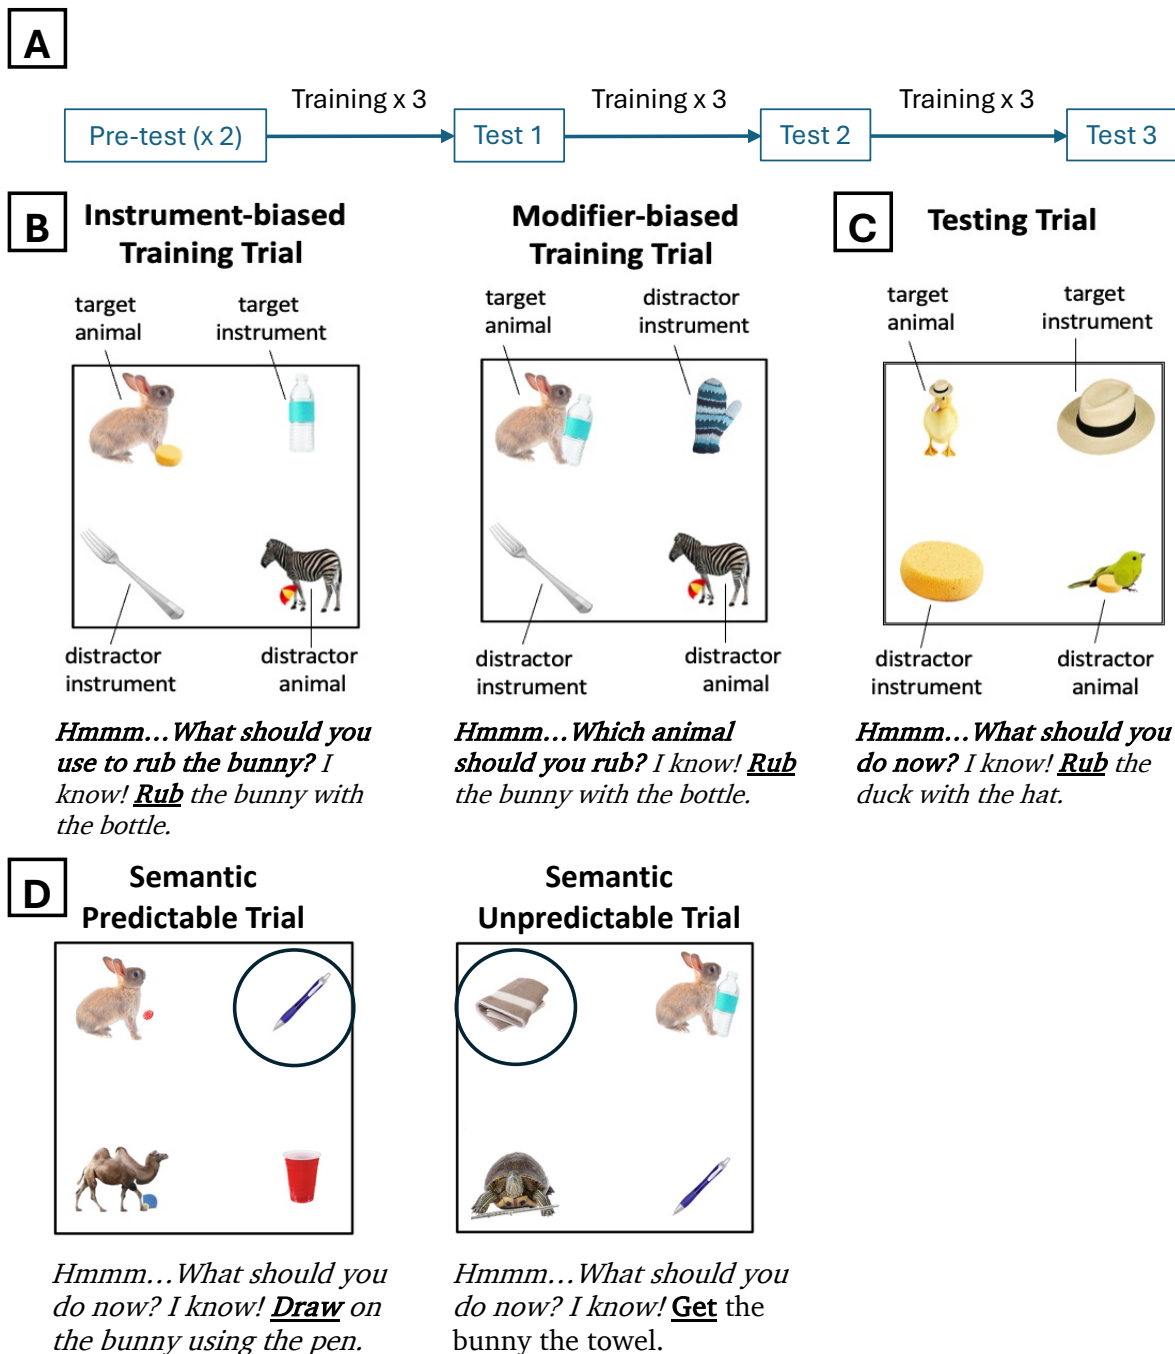 A
Training x 3
Training x 3
Training x 3
Pre-test (x 2)
Test 1
Test 2
Test 3
B
Instrument-biased
Training Trial
target
animal
target
instrument
distractor
instrument
distractor
animal
Hmmm...What should you
use to rub the bunny? I
know! Rub the bunny with
the bottle.
Modifier-biased
Training Trial
target
animal
distractor
instrument
distractor
instrument
distractor
animal
Hmmm...Which animal
should you rub? I know! Rub
the bunny with the bottle.
C
Testing Trial
target
animal
target
instrument
distractor
instrument
distractor
animal
Hmmm...What should you
do now? I know! Rub the
duck with the hat.
D
Semantic
Predictable Trial
Hmmm...What should you
do now? I know! Draw on
the bunny using the pen.
Semantic
Unpredictable Trial
Hmmm...What should you
do now? I know! Get the
bunny the towel.